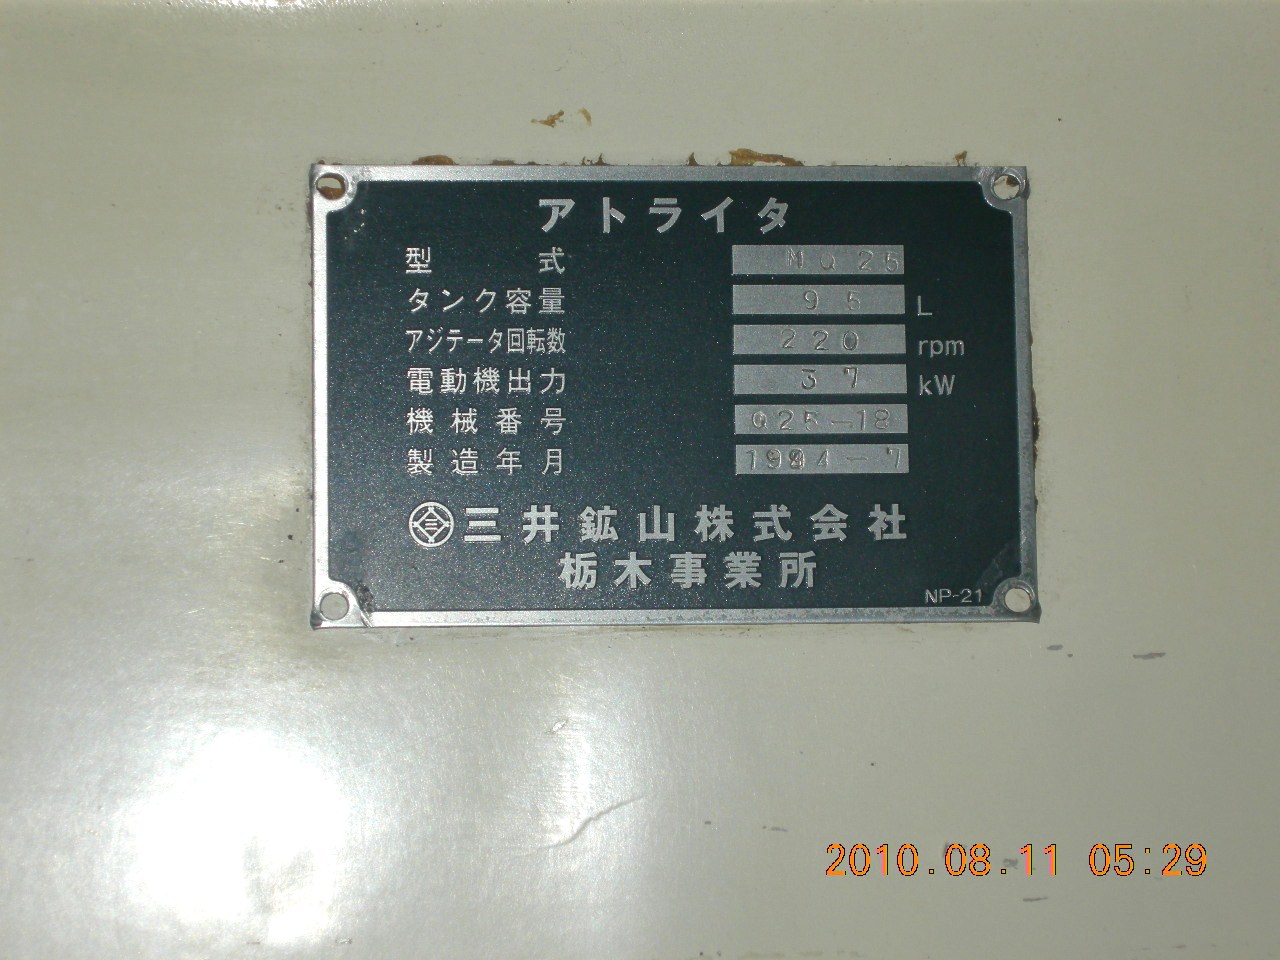 アトライタ
型式 MQ25
タンク容量 95 L
アジテータ回転数 220 rpm
電動機出力 37 kW
機械番号 Q25-18
製造年月 1994-7
三井鉱山株式会社
栃木事業所
NP-21
2010.08.11 05:29